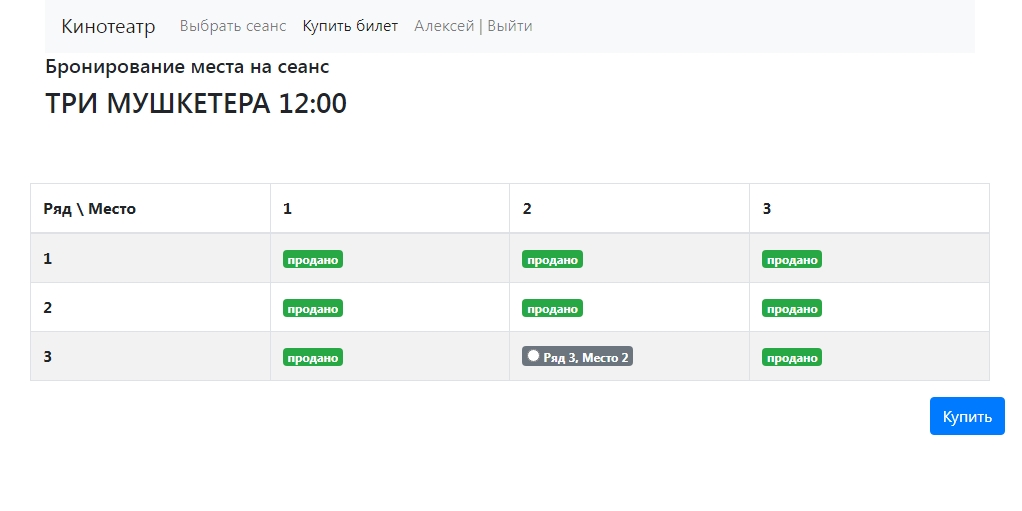 Кинотеатр Выбрать сеанс Купить билет Алексей | Выйти
Бронирование места на сеанс
ТРИ МУШКЕТЕРА 12:00
Ряд \ Место 1 2 3
1 продано продано продано
2 продано продано продано
3 продано Ряд 3, Место 2 продано
Купить